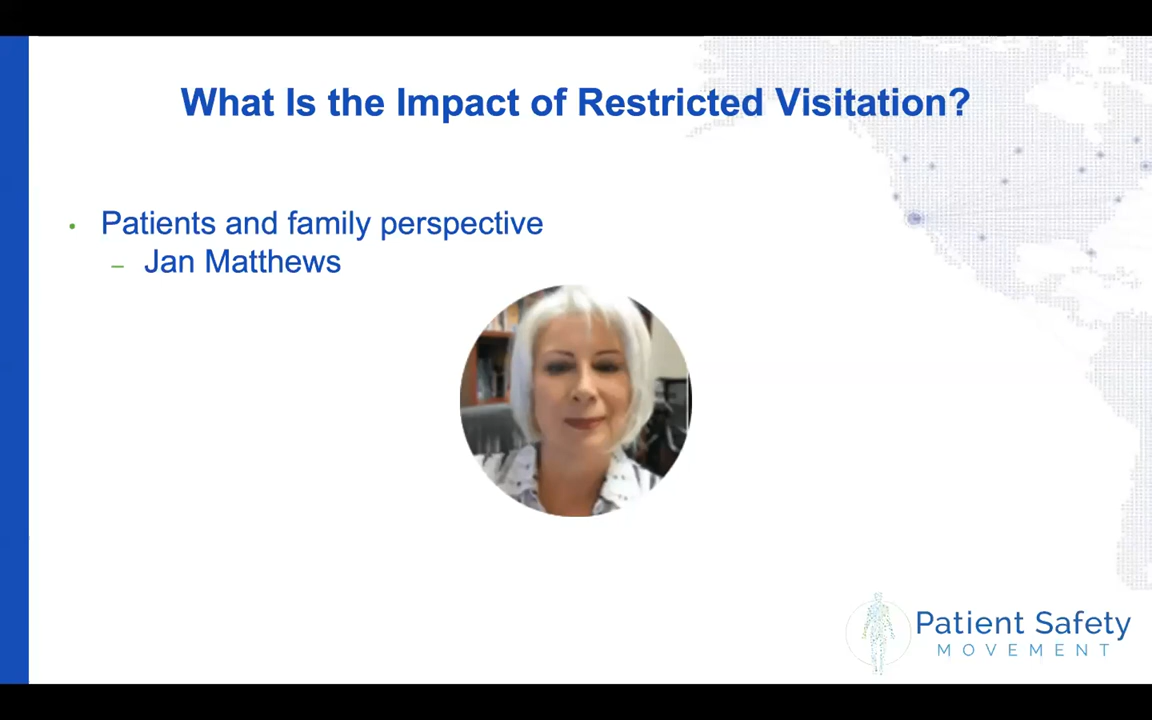 What Is the Impact of Restricted Visitation?
• Patients and family perspective
– Jan Matthews
Patient Safety
MOVEMENT